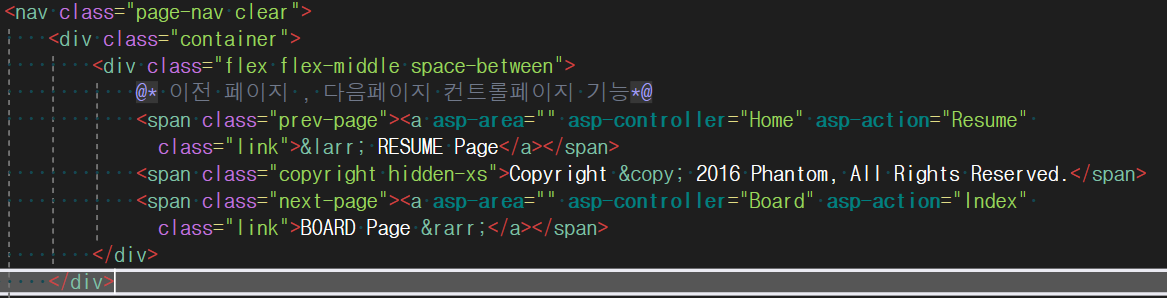 <nav class="page-nav clear">
<div class="container">
<div class="flex flex-middle space-between">
@* 이전 페이지 , 다음페이지 컨트롤페이지 기능*@
<span class="prev-page"><a asp-area="" asp-controller="Home" asp-action="Resume"
class="link">&larr; RESUME Page</a></span>
<span class="copyright hidden-xs">Copyright &copy; 2016 Phantom, All Rights Reserved.</span>
<span class="next-page"><a asp-area="" asp-controller="Board" asp-action="Index"
class="link">BOARD Page &rarr;</a></span>
</div>
</div>